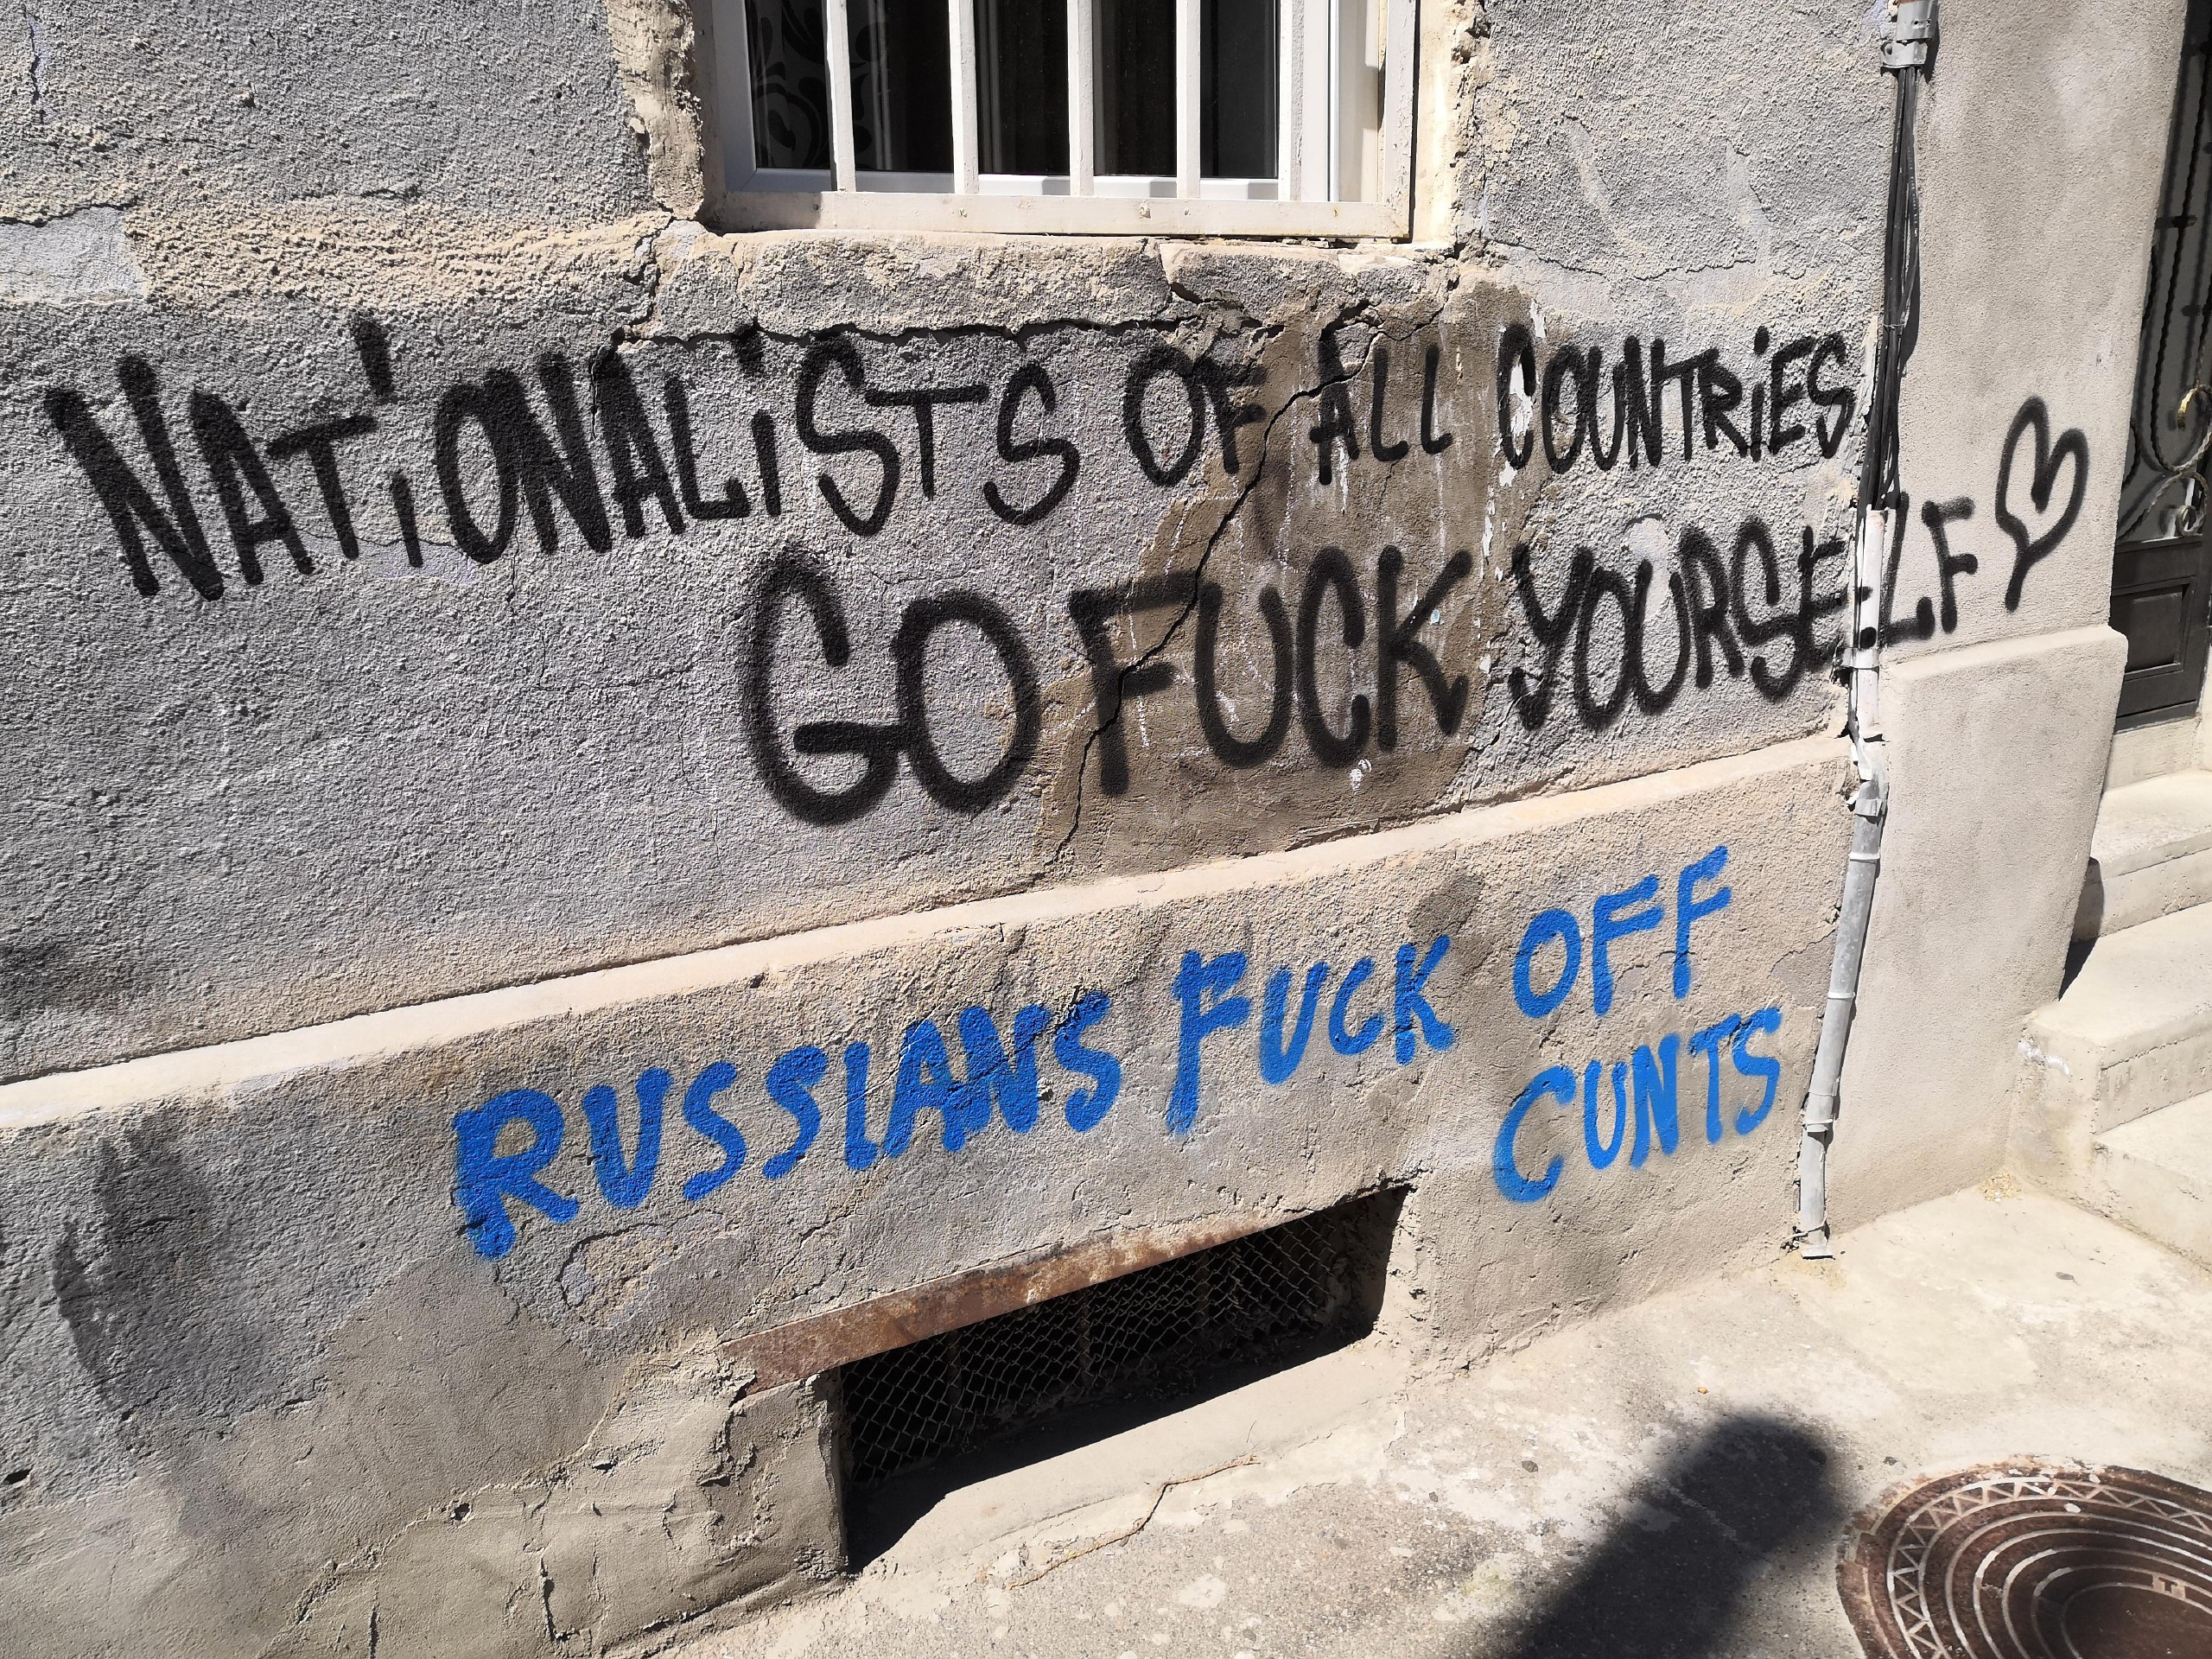 NATiONALiSTS OF ALL COUNTRiES
GO FUCK YOURSELF
RUSSIANS FUCK OFF
CUNTS